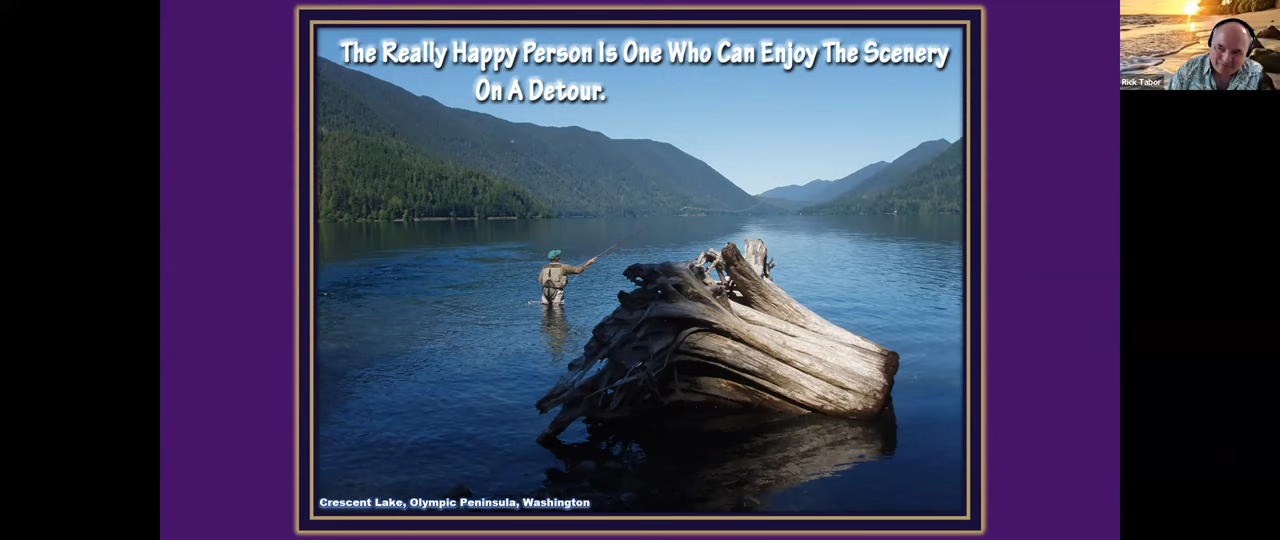 The Really Happy Person Is One Who Can Enjoy The Scenery
On A Detour.
Rick Tabor
Crescent Lake, Olympic Peninsula, Washington